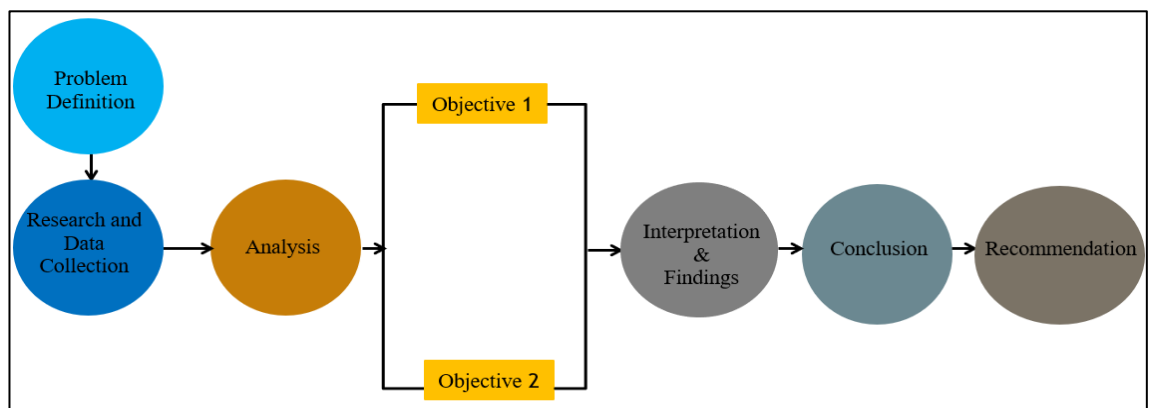 Problem
Definition
Research and
Data
Collection
Analysis
Objective 1
Objective 2
Interpretation
&
Findings
Conclusion
Recommendation